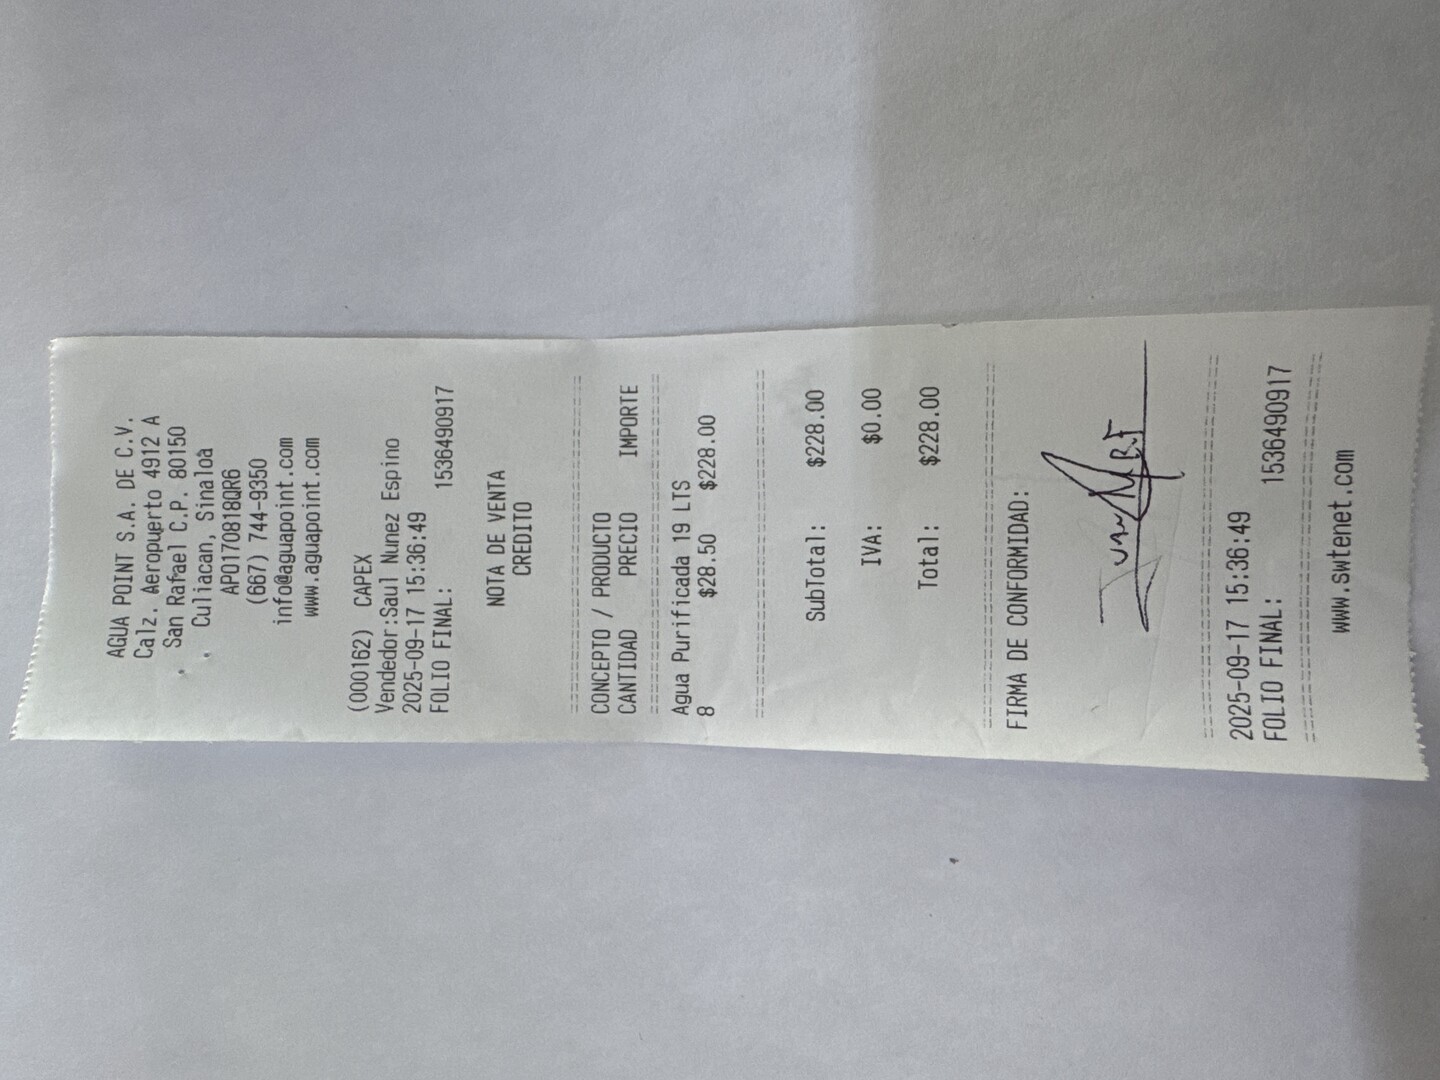 AGUA POINT S.A. DE C.V.
Calz. Aeropuerto 4912 A
San Rafael C.P. 80150
Culiacan, Sinaloa
APO170818QR6
(667) 744-9350
info@aguapoint.com
www.aguapoint.com
(000162) CAPEX
Vendedor:Saul Nunez Espino
2025-09-17 15:36:49
FOLIO FINAL: 1536490917
NOTA DE VENTA
CREDITO
CONCEPTO / PRODUCTO
CANTIDAD PRECIO IMPORTE
Agua Purificada 19 LTS
8 $28.50 $228.00
SubTotal: $228.00
IVA: $0.00
Total: $228.00
FIRMA DE CONFORMIDAD:
2025-09-17 15:36:49
FOLIO FINAL: 1536490917
www.swtenet.com